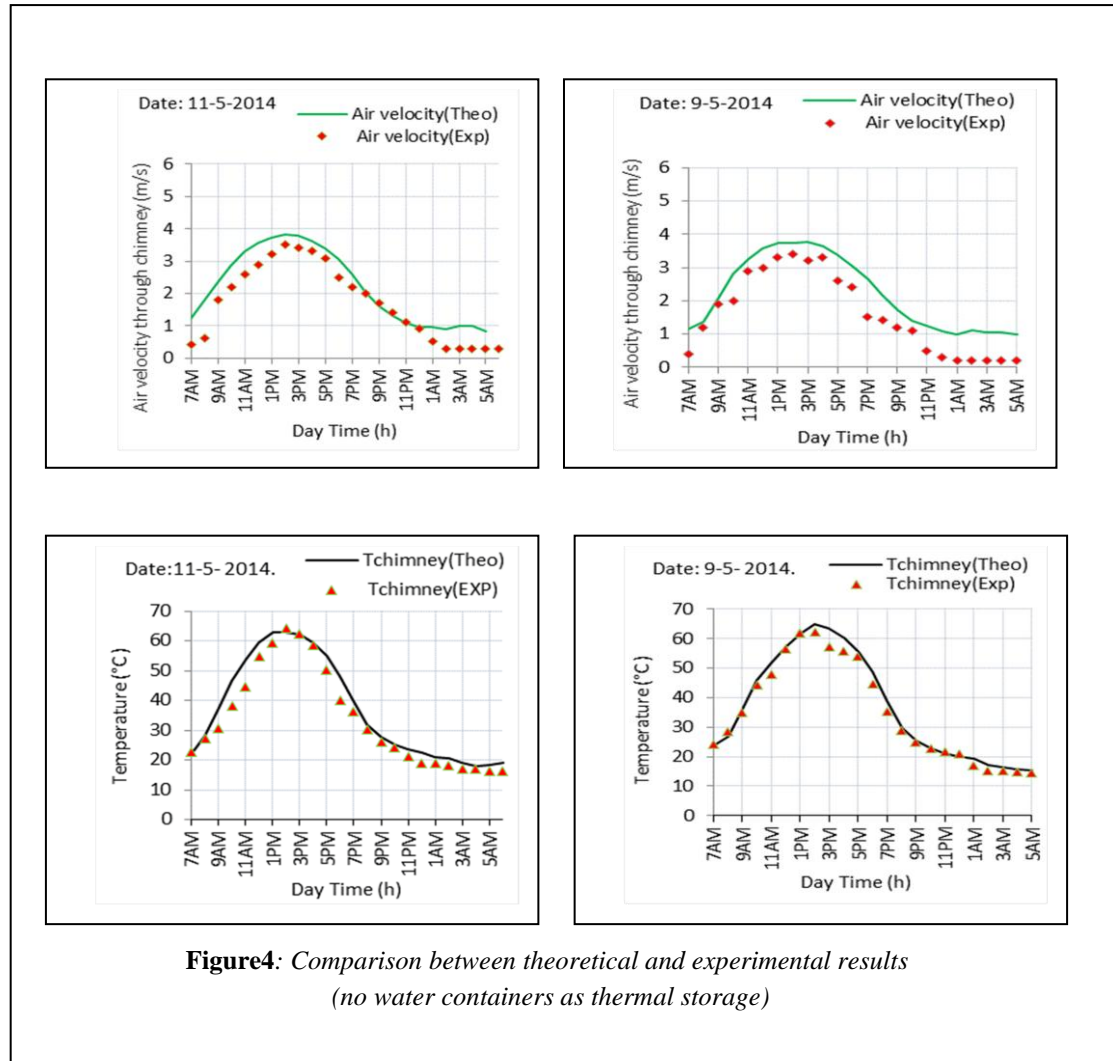 Date: 11-5-2014
Air velocity(Theo)
Air velocity(Exp)
Air velocity through chimney (m/s)
6
5
4
3
2
1
0
7AM
9AM
11AM
1PM
3PM
5PM
7PM
9PM
11PM
1AM
3AM
5AM
Day Time (h)
Date: 9-5-2014
Air velocity(Theo)
Air velocity(Exp)
Air velocity through chimney (m/s)
6
5
4
3
2
1
0
7AM
9AM
11AM
1PM
3PM
5PM
7PM
9PM
11PM
1AM
3AM
5AM
Day Time (h)
Date:11-5- 2014.
Tchimney(Theo)
Tchimney(EXP)
Temperature (°C)
70
60
50
40
30
20
10
0
7AM
9AM
11AM
1PM
3PM
5PM
7PM
9PM
11PM
1AM
3AM
5AM
Day Time (h)
Date: 9-5- 2014.
Tchimney(Theo)
Tchimney(Exp)
Temperature (°C)
70
60
50
40
30
20
10
0
7AM
9AM
11AM
1PM
3PM
5PM
7PM
9PM
11PM
1AM
3AM
5AM
Day Time (h)
Figure4: Comparison between theoretical and experimental results
(no water containers as thermal storage)